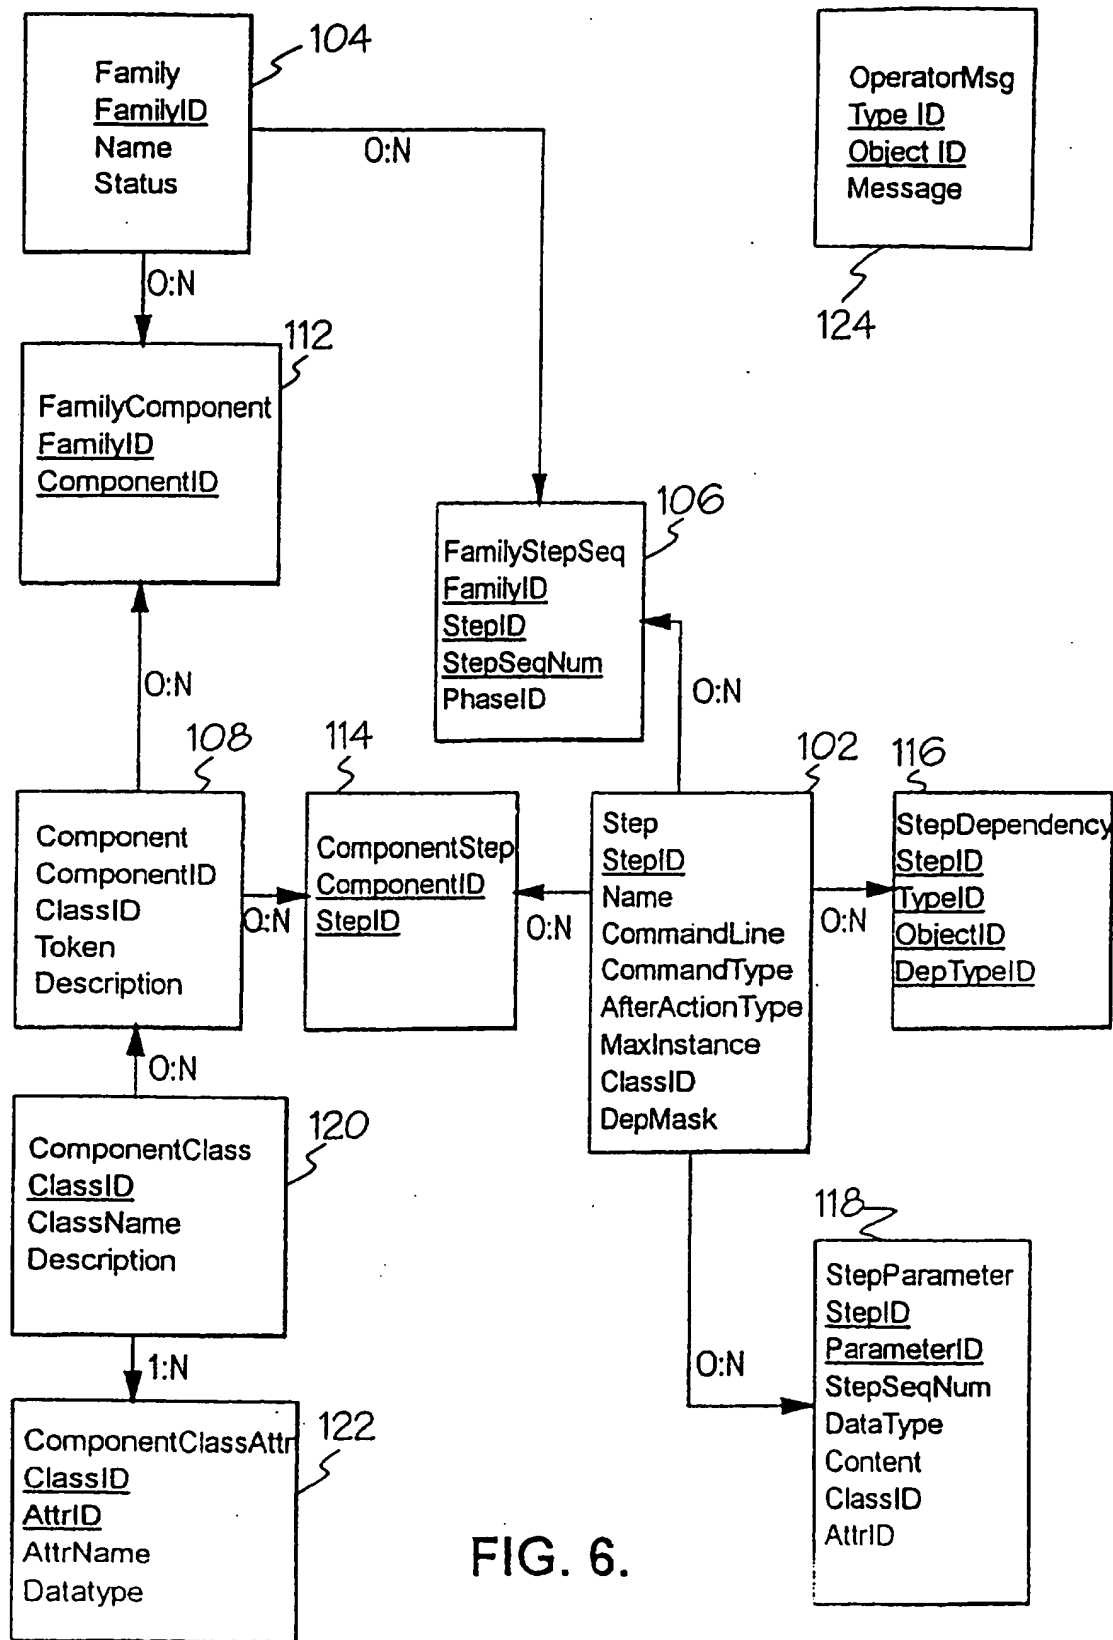 104
Family
FamilyID
Name
Status
0:N
0:N
OperatorMsg
Type ID
Object ID
Message
124
112
FamilyComponent
FamilyID
ComponentID
106
FamilyStepSeq
FamilyID
StepID
StepSeqNum
PhaseID
0:N
0:N
108
Component
ComponentID
ClassID
Token
Description
0:N
114
ComponentStep
ComponentID
StepID
0:N
102
Step
StepID
Name
CommandLine
CommandType
AfterActionType
MaxInstance
ClassID
DepMask
0:N
116
StepDependency
StepID
TypeID
ObjectID
DepTypeID
0:N
120
ComponentClass
ClassID
ClassName
Description
1:N
122
ComponentClassAttr
ClassID
AttrID
AttrName
Datatype
0:N
118
StepParameter
StepID
ParameterID
StepSeqNum
DataType
Content
ClassID
AttrID
FIG. 6.